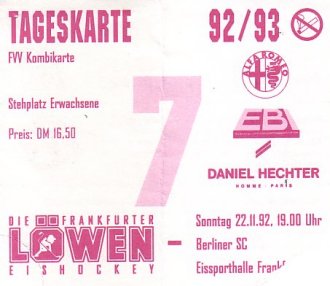 TAGESKARTE 92/93
FVV Kombikarte
ALFA ROMEO
Stehplatz Erwachsene
EBI
Preis: DM 16,50
7
DANIEL HECHTER
HOMME PARIS
DIE FRANKFURTER
LÖWEN
EISHOCKEY
Sonntag 22.11.92, 19.00 Uhr
- Berliner SC
Eissporthalle